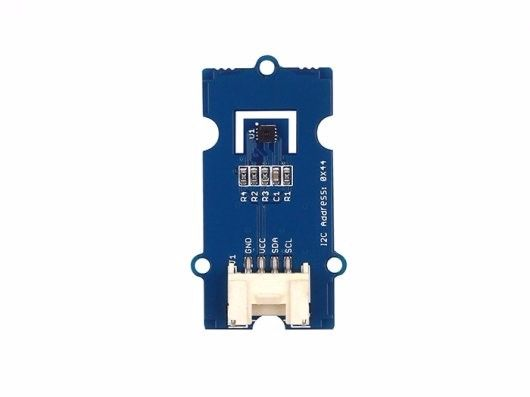 U1
R4
R2
R3
C1
R1
I2C Address: 0X44
GND
VCC
SDA
SCL
J1